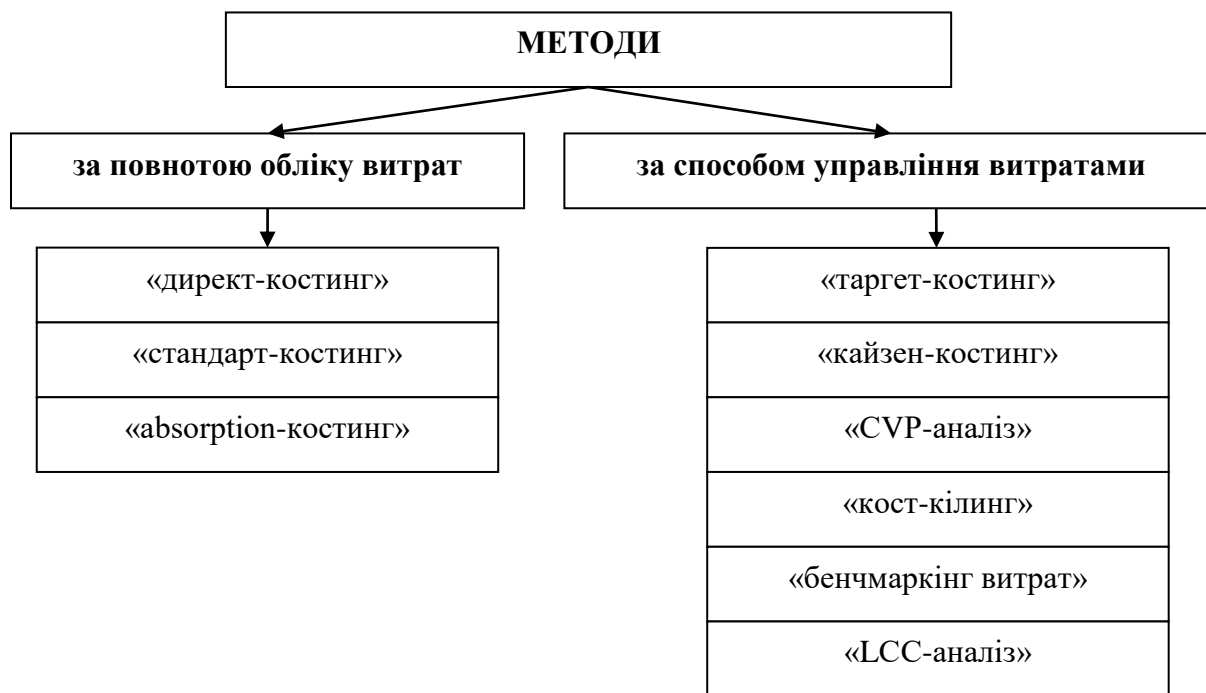 МЕТОДИ
за повнотою обліку витрат
за способом управління витратами
«директ-костинг»
«стандарт-костинг»
«absorption-костинг»
«таргет-костинг»
«кайзен-костинг»
«CVP-аналіз»
«кост-кілинг»
«бенчмаркінг витрат»
«LCC-аналіз»